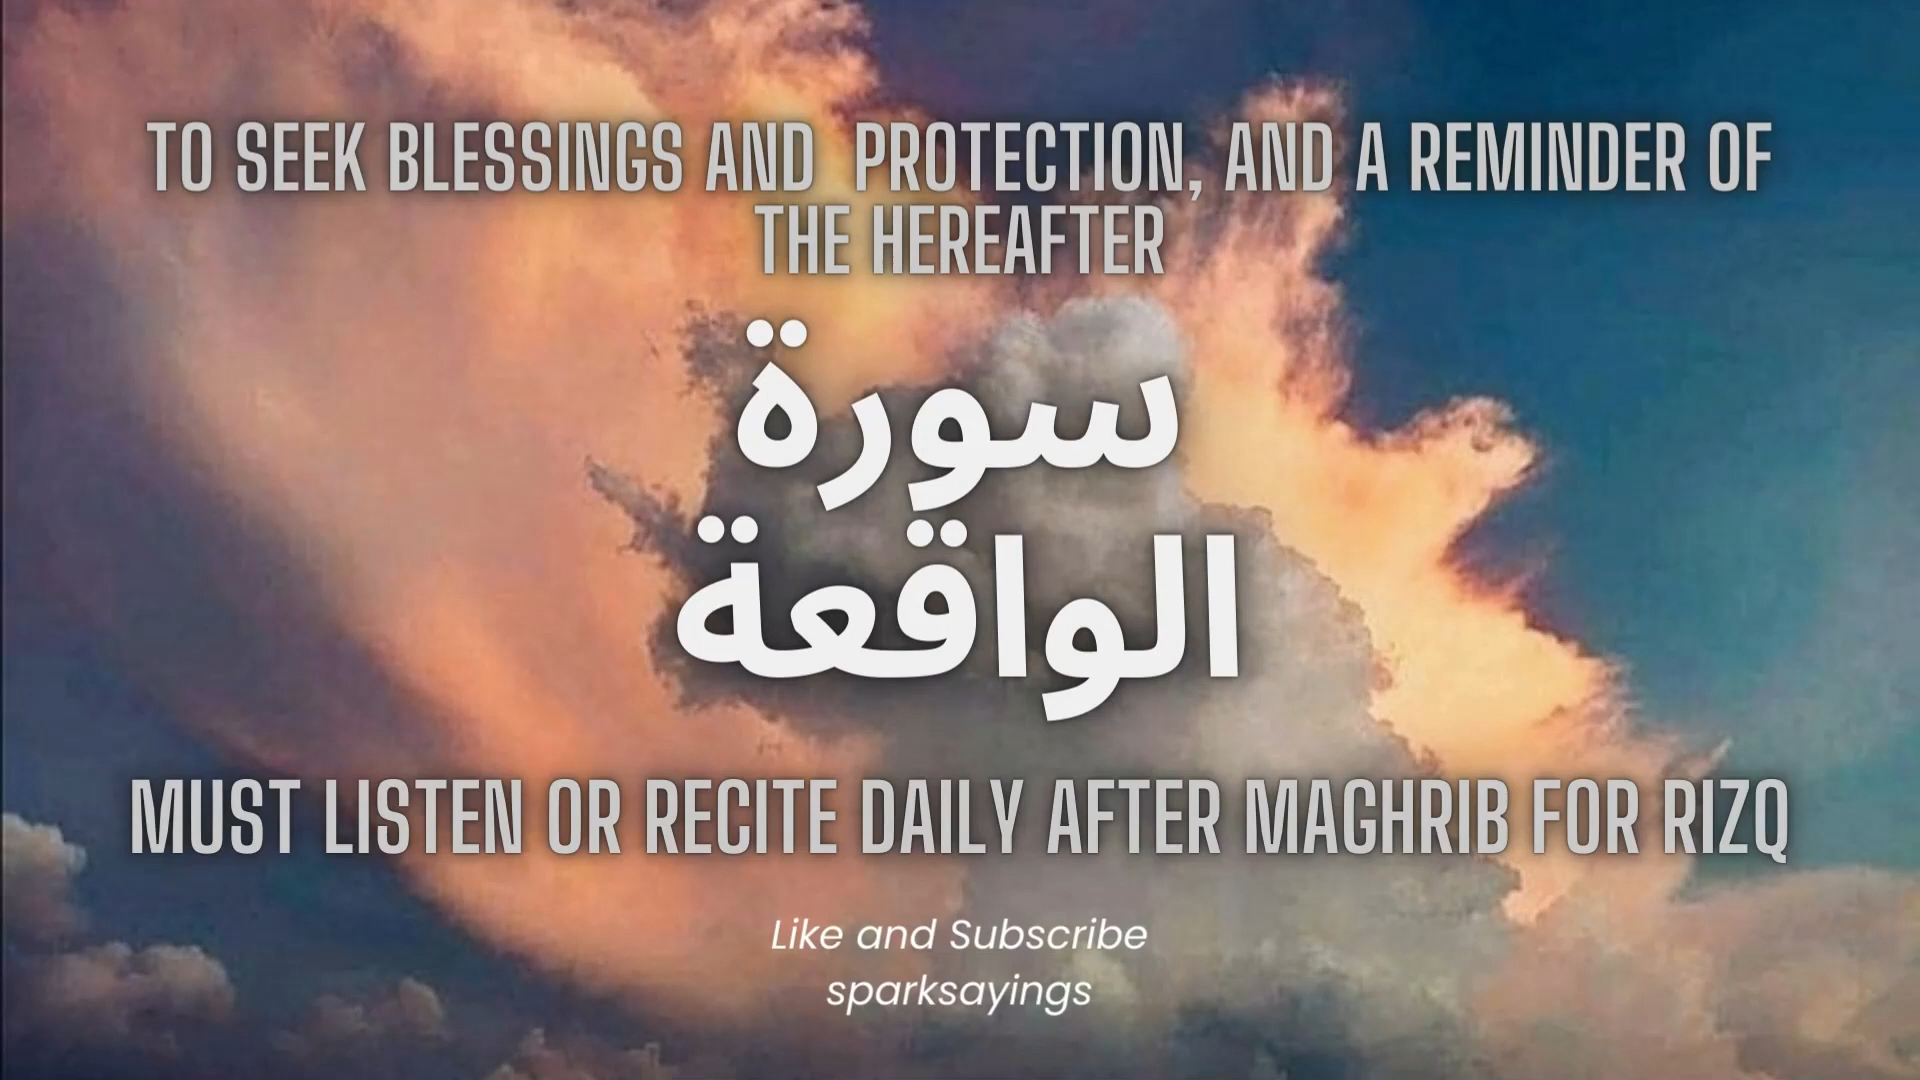 TO SEEK BLESSINGS AND  PROTECTION, AND A REMINDER OF
THE HEREAFTER
سورة
الواقعة
MUST LISTEN OR RECITE DAILY AFTER MAGHRIB FOR RIZQ
Like and Subscribe
sparksayings